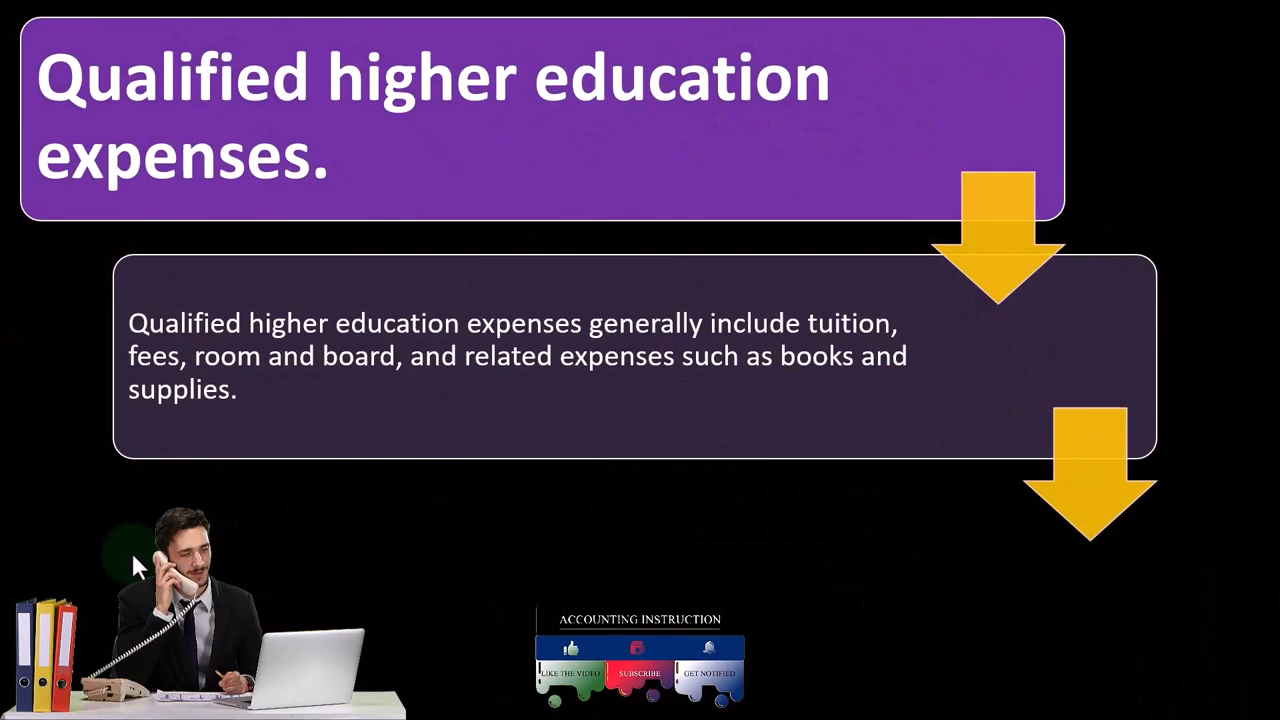 Qualified higher education
expenses.
Qualified higher education expenses generally include tuition,
fees, room and board, and related expenses such as books and
supplies.
ACCOUNTING INSTRUCTION
LIKE THE VIDEO
SUBSCRIBE
GET NOTIFIED